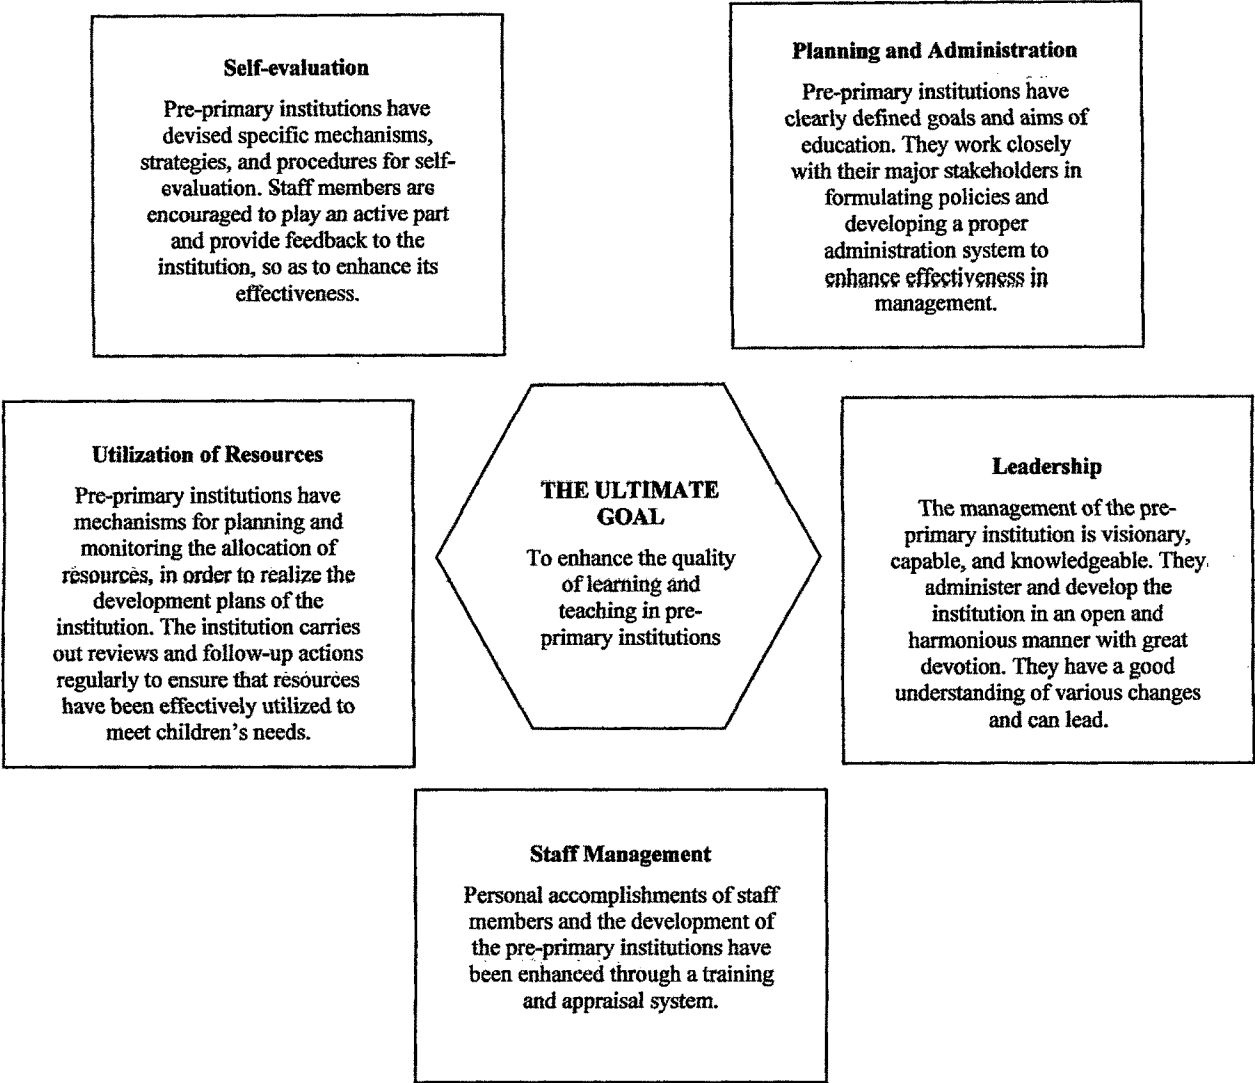 Self-evaluation
Pre-primary institutions have
devised specific mechanisms,
strategies, and procedures for self-
evaluation. Staff members are
encouraged to play an active part
and provide feedback to the
institution, so as to enhance its
effectiveness.
Planning and Administration
Pre-primary institutions have
clearly defined goals and aims of
education. They work closely
with their major stakeholders in
formulating policies and
developing a proper
administration system to
enhance effectiveness in
management.
Utilization of Resources
Pre-primary institutions have
mechanisms for planning and
monitoring the allocation of
resources, in order to realize the
development plans of the
institution. The institution carries
out reviews and follow-up actions
regularly to ensure that resources
have been effectively utilized to
meet children's needs.
THE ULTIMATE
GOAL
To enhance the quality
of learning and
teaching in pre-
primary institutions
Leadership
The management of the pre-
primary institution is visionary,
capable, and knowledgeable. They
administer and develop the
institution in an open and
harmonious manner with great
devotion. They have a good
understanding of various changes
and can lead.
Staff Management
Personal accomplishments of staff
members and the development of
the pre-primary institutions have
been enhanced through a training
and appraisal system.